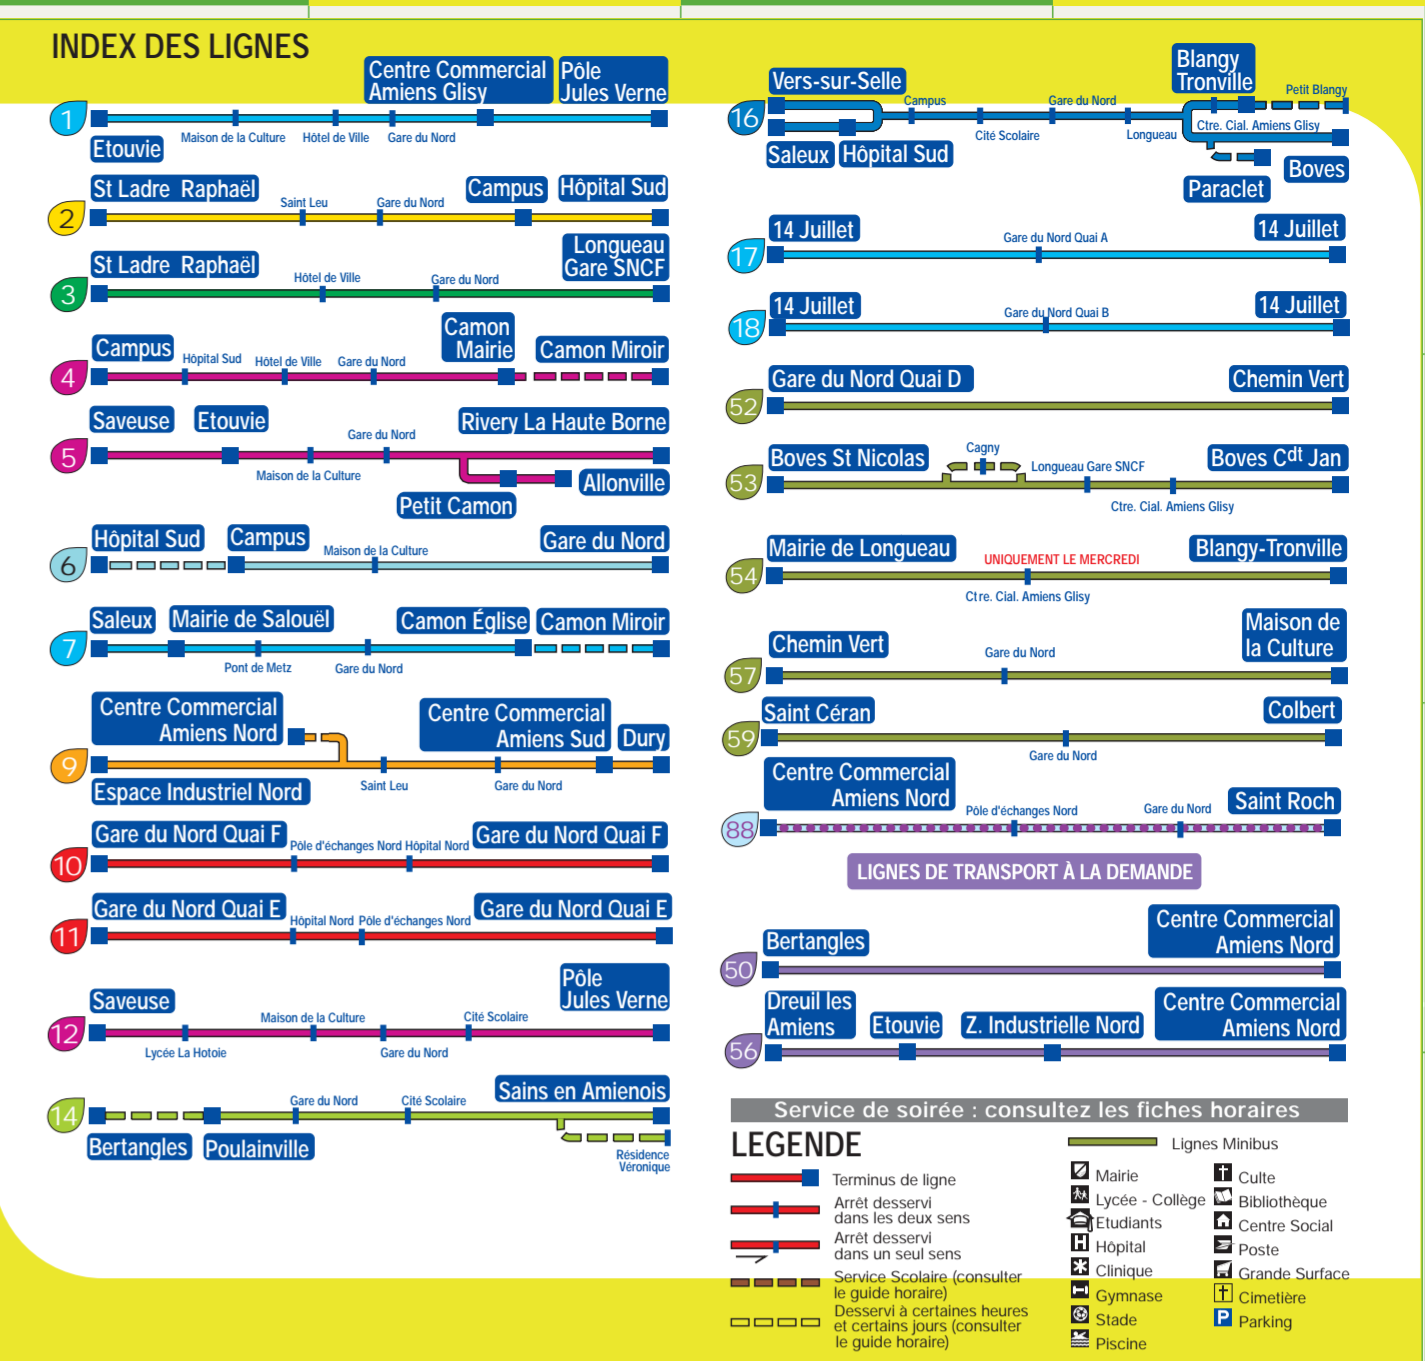 INDEX DES LIGNES
Centre Commercial
Amiens Glisy
Pôle
Jules Verne
1
Etouvie
Maison de la Culture
Hôtel de Ville
Gare du Nord
St Ladre Raphaël
Saint Leu
Gare du Nord
Campus
Hôpital Sud
2
St Ladre Raphaël
Hôtel de Ville
Gare du Nord
Longueau
Gare SNCF
3
Campus
Hôpital Sud
Hôtel de Ville
Gare du Nord
Camon
Mairie
Camon Miroir
4
Saveuse
Etouvie
Gare du Nord
Rivery La Haute Borne
5
Maison de la Culture
Petit Camon
Allonville
Hôpital Sud
Campus
Maison de la Culture
Gare du Nord
6
Saleux
Mairie de Salouël
Camon Église
Camon Miroir
7
Pont de Metz
Gare du Nord
Centre Commercial
Amiens Nord
Centre Commercial
Amiens Sud
Dury
9
Espace Industriel Nord
Saint Leu
Gare du Nord
Gare du Nord Quai F
Pôle d'échanges Nord
Hôpital Nord
Gare du Nord Quai F
10
Gare du Nord Quai E
Hôpital Nord
Pôle d'échanges Nord
Gare du Nord Quai E
11
Saveuse
Maison de la Culture
Cité Scolaire
Pôle
Jules Verne
12
Lycée La Hotoie
Gare du Nord
Gare du Nord
Cité Scolaire
Sains en Amienois
14
Bertangles
Poulainville
Résidence
Véronique
Vers-sur-Selle
Campus
Gare du Nord
Blangy
Tronville
Petit Blangy
16
Cité Scolaire
Longueau
Ctre. Cial. Amiens Glisy
Saleux
Hôpital Sud
Boves
Paraclet
14 Juillet
Gare du Nord Quai A
14 Juillet
17
14 Juillet
Gare du Nord Quai B
14 Juillet
18
Gare du Nord Quai D
Chemin Vert
52
Boves St Nicolas
Cagny
Longueau Gare SNCF
Boves Cdt Jan
53
Ctre. Cial. Amiens Glisy
Mairie de Longueau
UNIQUEMENT LE MERCREDI
Blangy-Tronville
54
Ctre. Cial. Amiens Glisy
Chemin Vert
Gare du Nord
Maison de
la Culture
57
Saint Céran
Colbert
59
Gare du Nord
Centre Commercial
Amiens Nord
Pôle d'échanges Nord
Gare du Nord
Saint Roch
88
LIGNES DE TRANSPORT À LA DEMANDE
Bertangles
Centre Commercial
Amiens Nord
50
Dreuil les
Amiens
Etouvie
Z. Industrielle Nord
Centre Commercial
Amiens Nord
56
Service de soirée : consultez les fiches horaires
LEGENDE
Terminus de ligne
Arrêt desservi
dans les deux sens
Arrêt desservi
dans un seul sens
Service Scolaire (consulter
le guide horaire)
Desservi à certaines heures
et certains jours (consulter
le guide horaire)
Lignes Minibus
Mairie
Lycée - Collège
Etudiants
H Hôpital
Clinique
Gymnase
Stade
Piscine
Culte
Bibliothèque
Centre Social
Poste
Grande Surface
Cimetière
P Parking